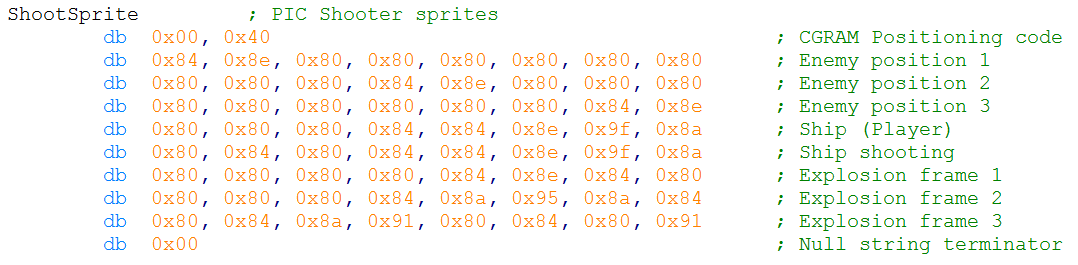 ShootSprite ; PIC Shooter sprites
db 0x00, 0x40 ; CGRAM Positioning code
db 0x84, 0x8e, 0x80, 0x80, 0x80, 0x80, 0x80, 0x80 ; Enemy position 1
db 0x80, 0x80, 0x80, 0x84, 0x8e, 0x80, 0x80, 0x80 ; Enemy position 2
db 0x80, 0x80, 0x80, 0x80, 0x80, 0x80, 0x84, 0x8e ; Enemy position 3
db 0x80, 0x80, 0x80, 0x84, 0x84, 0x8e, 0x9f, 0x8a ; Ship (Player)
db 0x80, 0x84, 0x80, 0x84, 0x84, 0x8e, 0x9f, 0x8a ; Ship shooting
db 0x80, 0x80, 0x80, 0x80, 0x84, 0x8e, 0x84, 0x80 ; Explosion frame 1
db 0x80, 0x80, 0x80, 0x84, 0x8a, 0x95, 0x8a, 0x84 ; Explosion frame 2
db 0x80, 0x84, 0x8a, 0x91, 0x80, 0x84, 0x80, 0x91 ; Explosion frame 3
db 0x00 ; Null string terminator